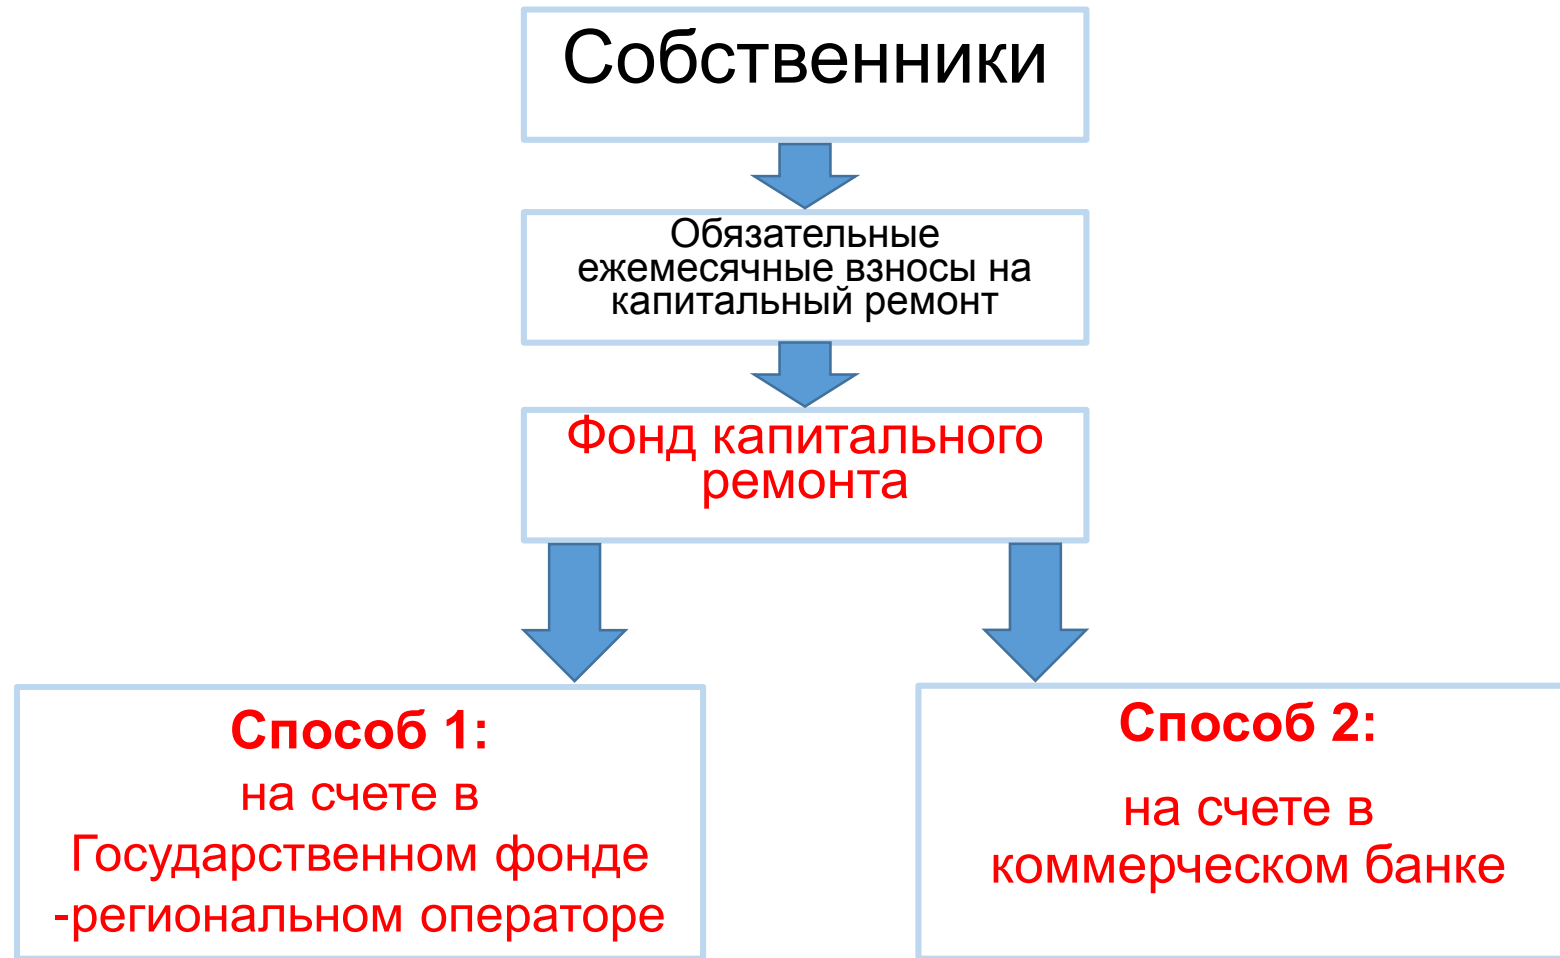 Собственники
Обязательные
ежемесячные взносы на
капитальный ремонт
Фонд капитального
ремонта
Способ 1:
на счете в
Государственном фонде
-региональном операторе
Способ 2:
на счете в
коммерческом банке